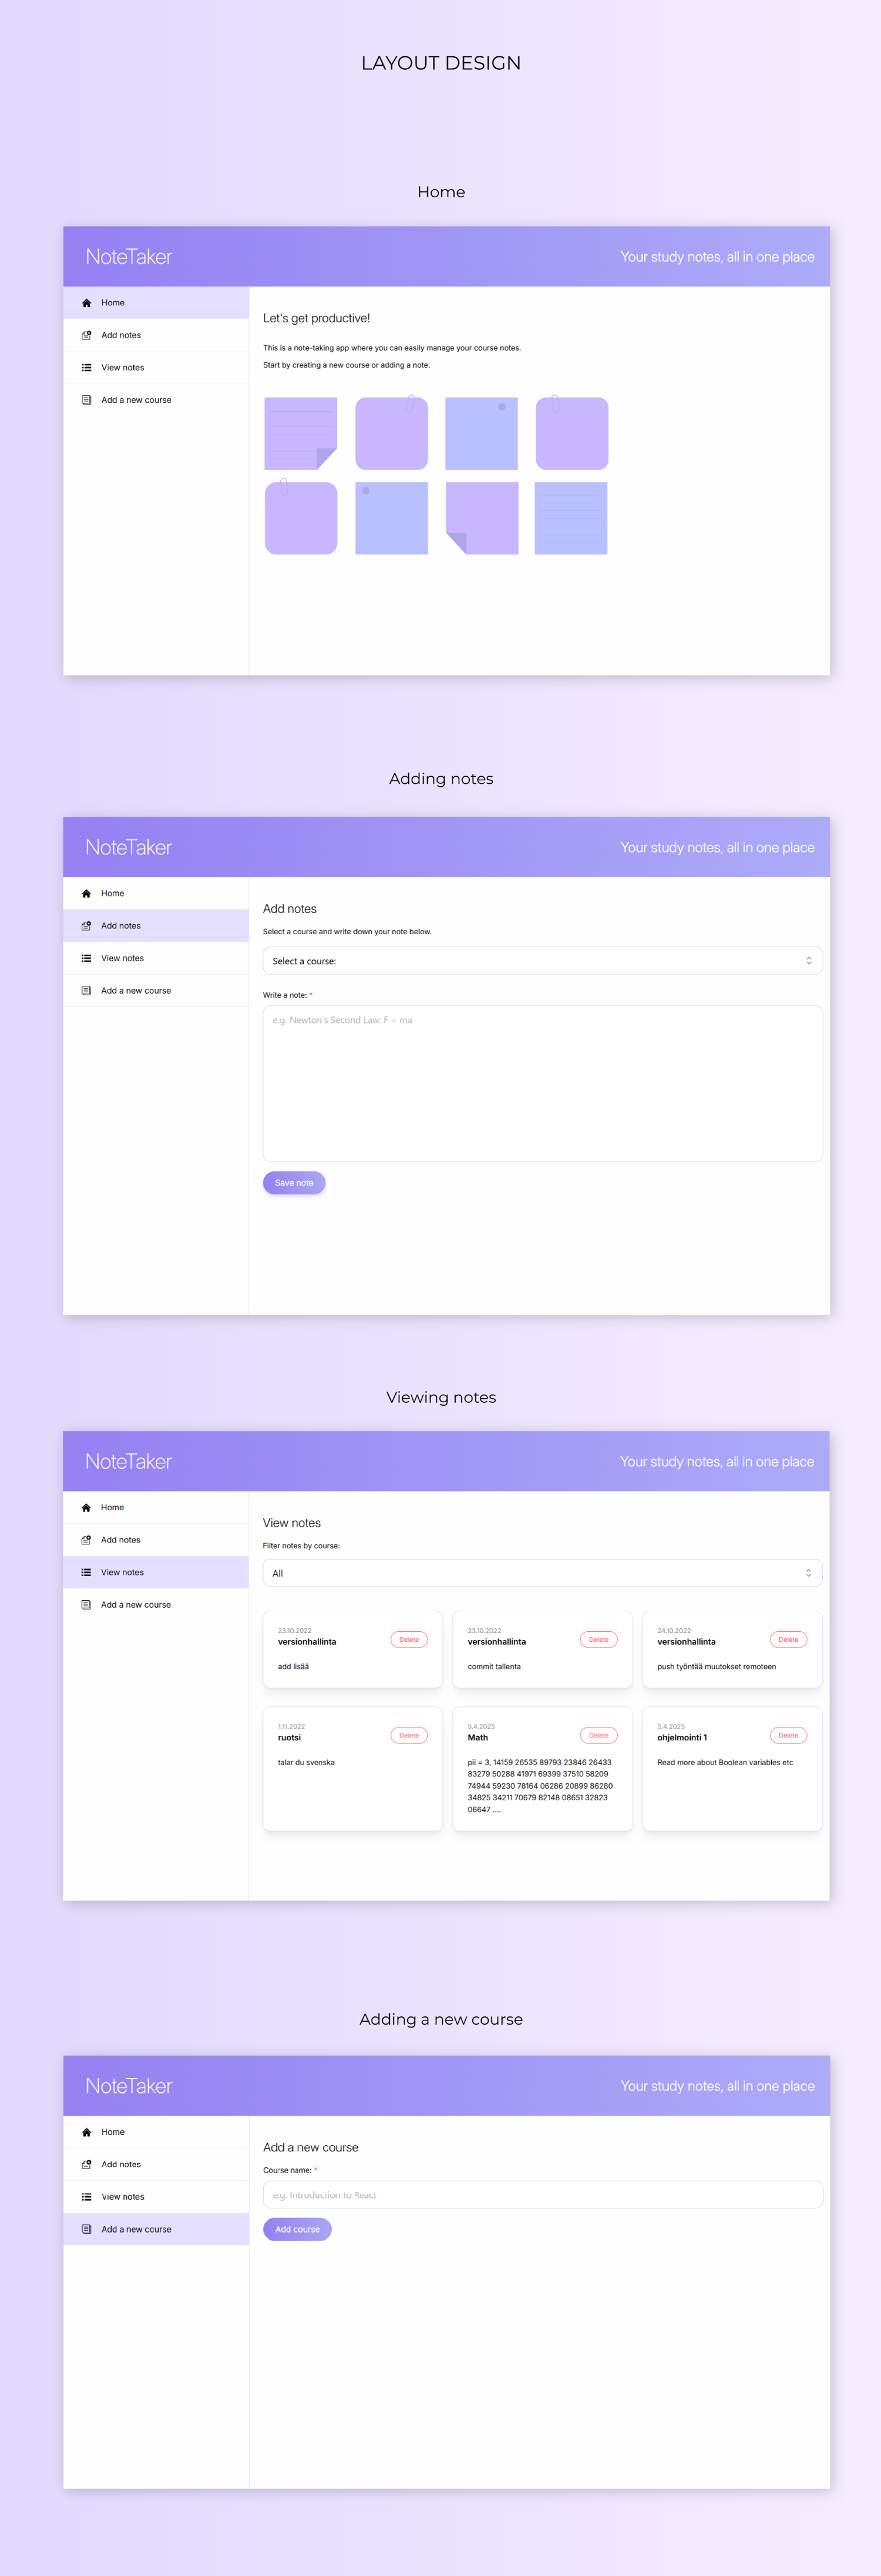 LAYOUT DESIGN
Home
NoteTaker
Your study notes, all in one place
Home
Add notes
View notes
Add a new course
Let's get productive!
This is a note-taking app where you can easily manage your course notes.
Start by creating a new course or adding a note.
Adding notes
NoteTaker
Your study notes, all in one place
Home
Add notes
View notes
Add a new course
Add notes
Select a course and write down your note below.
Select a course:
Write a note: *
e.g. Newton's Second Law: F = ma
Save note
Viewing notes
NoteTaker
Your study notes, all in one place
Home
Add notes
View notes
Add a new course
View notes
Filter notes by course:
All
23.10.2022
versionhallinta
Delete
add lisää
23.10.2022
versionhallinta
Delete
commit tallenta
24.10.2022
versionhallinta
Delete
push työntää muutokset remoteen
1.11.2022
ruotsi
Delete
talar du svenska
5.4.2025
Math
Delete
pii = 3, 14159 26535 89793 23846 26433
83279 50288 41971 69399 37510 58209
74944 59230 78164 06286 20899 86280
34825 34211 70679 82148 08651 32823
06647 ....
5.4.2025
ohjelmointi 1
Delete
Read more about Boolean variables etc
Adding a new course
NoteTaker
Your study notes, all in one place
Home
Add notes
View notes
Add a new course
Add a new course
Course name: *
e.g. Introduction to React
Add course